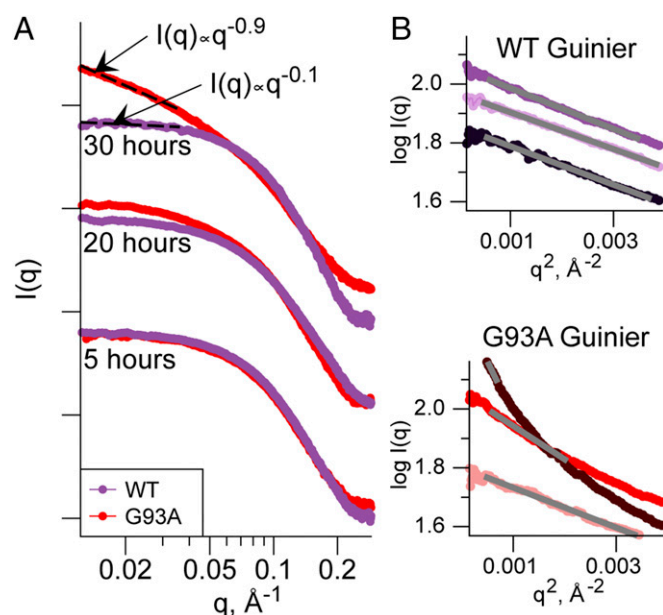 A
I(q)∝q⁻⁰·⁹
I(q)∝q⁻⁰·¹
30 hours
20 hours
5 hours
WT
G93A
I(q)
0.02
0.05
0.1
0.2
q, Å⁻¹
B
WT Guinier
2.0
1.8
1.6
log I(q)
0.001
0.003
q², Å⁻²
G93A Guinier
2.0
1.8
1.6
log I(q)
0.001
0.003
q², Å⁻²